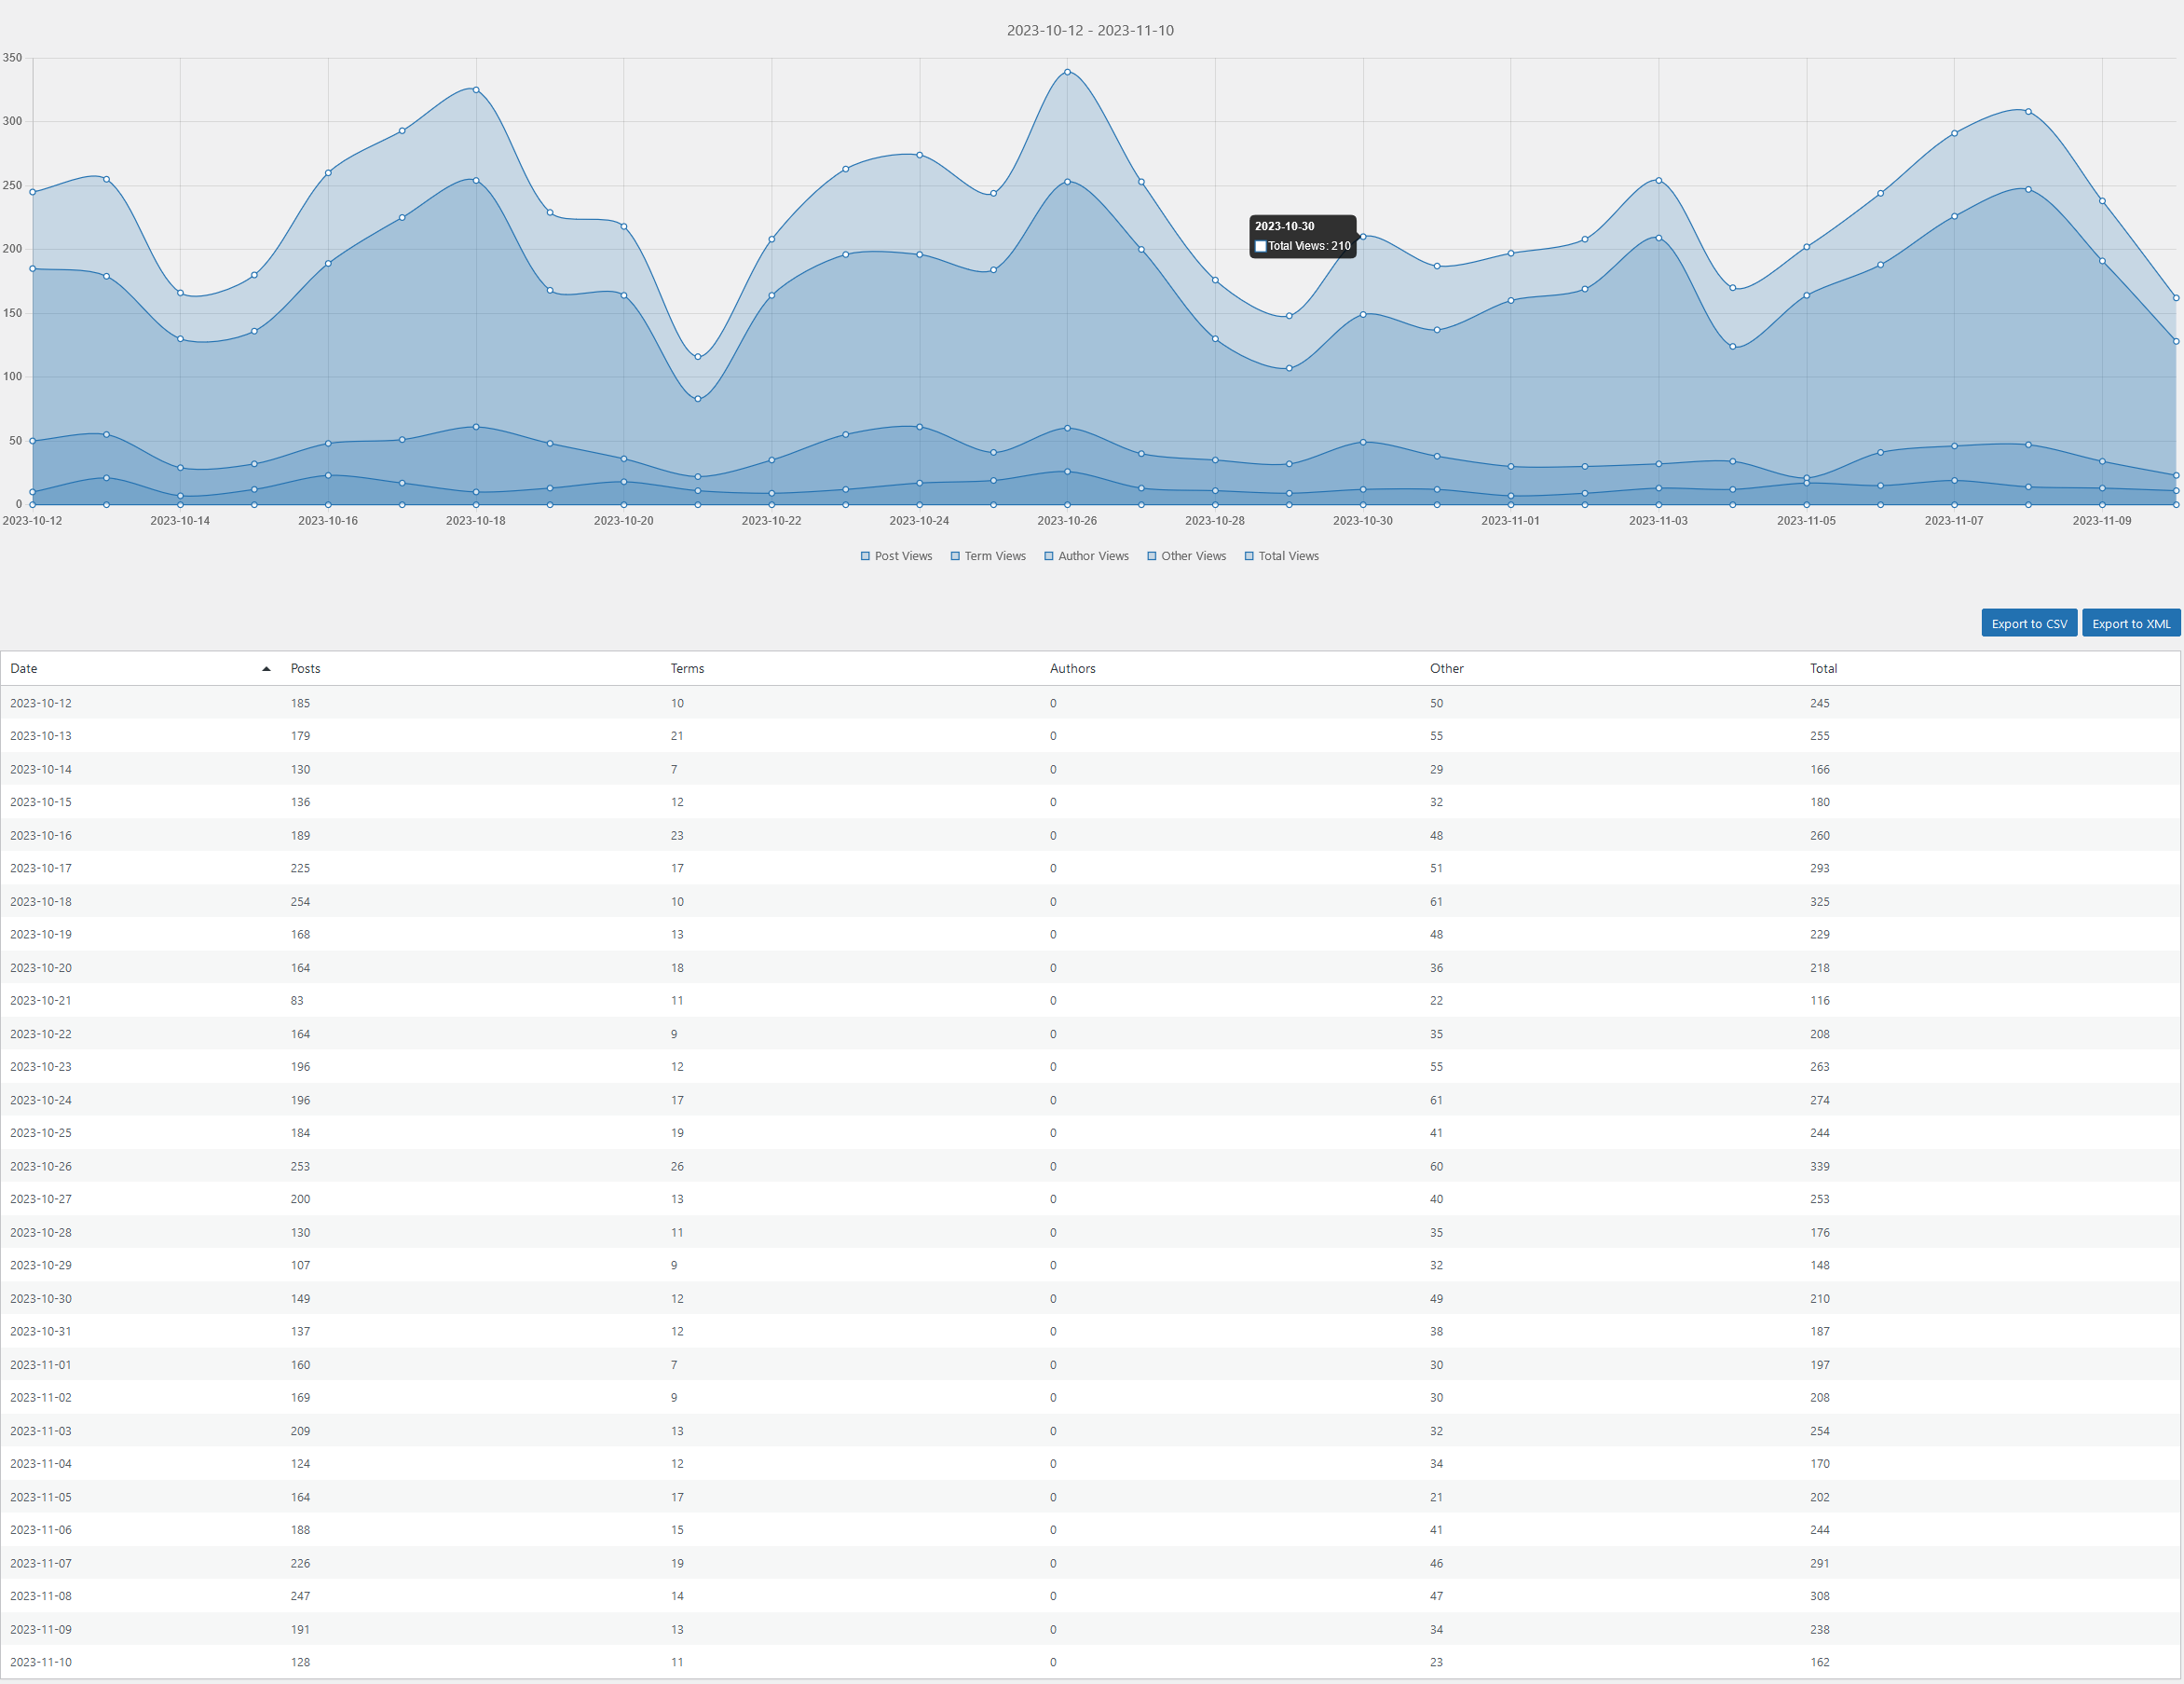 2023-10-12 - 2023-11-10
350
300
250
200
150
100
50
0
2023-10-30
Total Views: 210
2023-10-12 2023-10-14 2023-10-16 2023-10-18 2023-10-20 2023-10-22 2023-10-24 2023-10-26 2023-10-28 2023-10-30 2023-11-01 2023-11-03 2023-11-05 2023-11-07 2023-11-09
Post Views Term Views Author Views Other Views Total Views
Export to CSV Export to XML
Date Posts Terms Authors Other Total
2023-10-12 185 10 0 50 245
2023-10-13 179 21 0 55 255
2023-10-14 130 7 0 29 166
2023-10-15 136 12 0 32 180
2023-10-16 189 23 0 48 260
2023-10-17 225 17 0 51 293
2023-10-18 254 10 0 61 325
2023-10-19 168 13 0 48 229
2023-10-20 164 18 0 36 218
2023-10-21 83 11 0 22 116
2023-10-22 164 9 0 35 208
2023-10-23 196 12 0 55 263
2023-10-24 196 17 0 61 274
2023-10-25 184 19 0 41 244
2023-10-26 253 26 0 60 339
2023-10-27 200 13 0 40 253
2023-10-28 130 11 0 35 176
2023-10-29 107 9 0 32 148
2023-10-30 149 12 0 49 210
2023-10-31 137 12 0 38 187
2023-11-01 160 7 0 30 197
2023-11-02 169 9 0 30 208
2023-11-03 209 13 0 32 254
2023-11-04 124 12 0 34 170
2023-11-05 164 17 0 21 202
2023-11-06 188 15 0 41 244
2023-11-07 226 19 0 46 291
2023-11-08 247 14 0 47 308
2023-11-09 191 13 0 34 238
2023-11-10 128 11 0 23 162